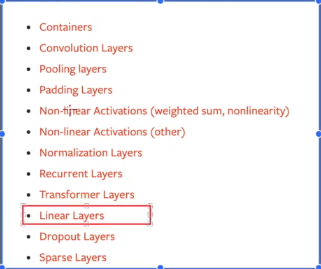 Containers
Convolution Layers
Pooling layers
Padding Layers
Non-linear Activations (weighted sum, nonlinearity)
Non-linear Activations (other)
Normalization Layers
Recurrent Layers
Transformer Layers
Linear Layers
Dropout Layers
Sparse Layers